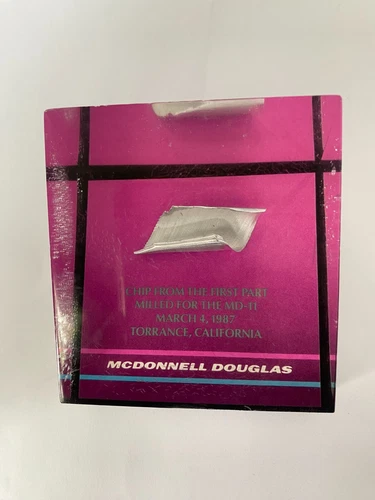 CHIP FROM THE FIRST PART
MILLED FOR THE MD-11
MARCH 4, 1987
TORRANCE, CALIFORNIA
MCDONNELL DOUGLAS